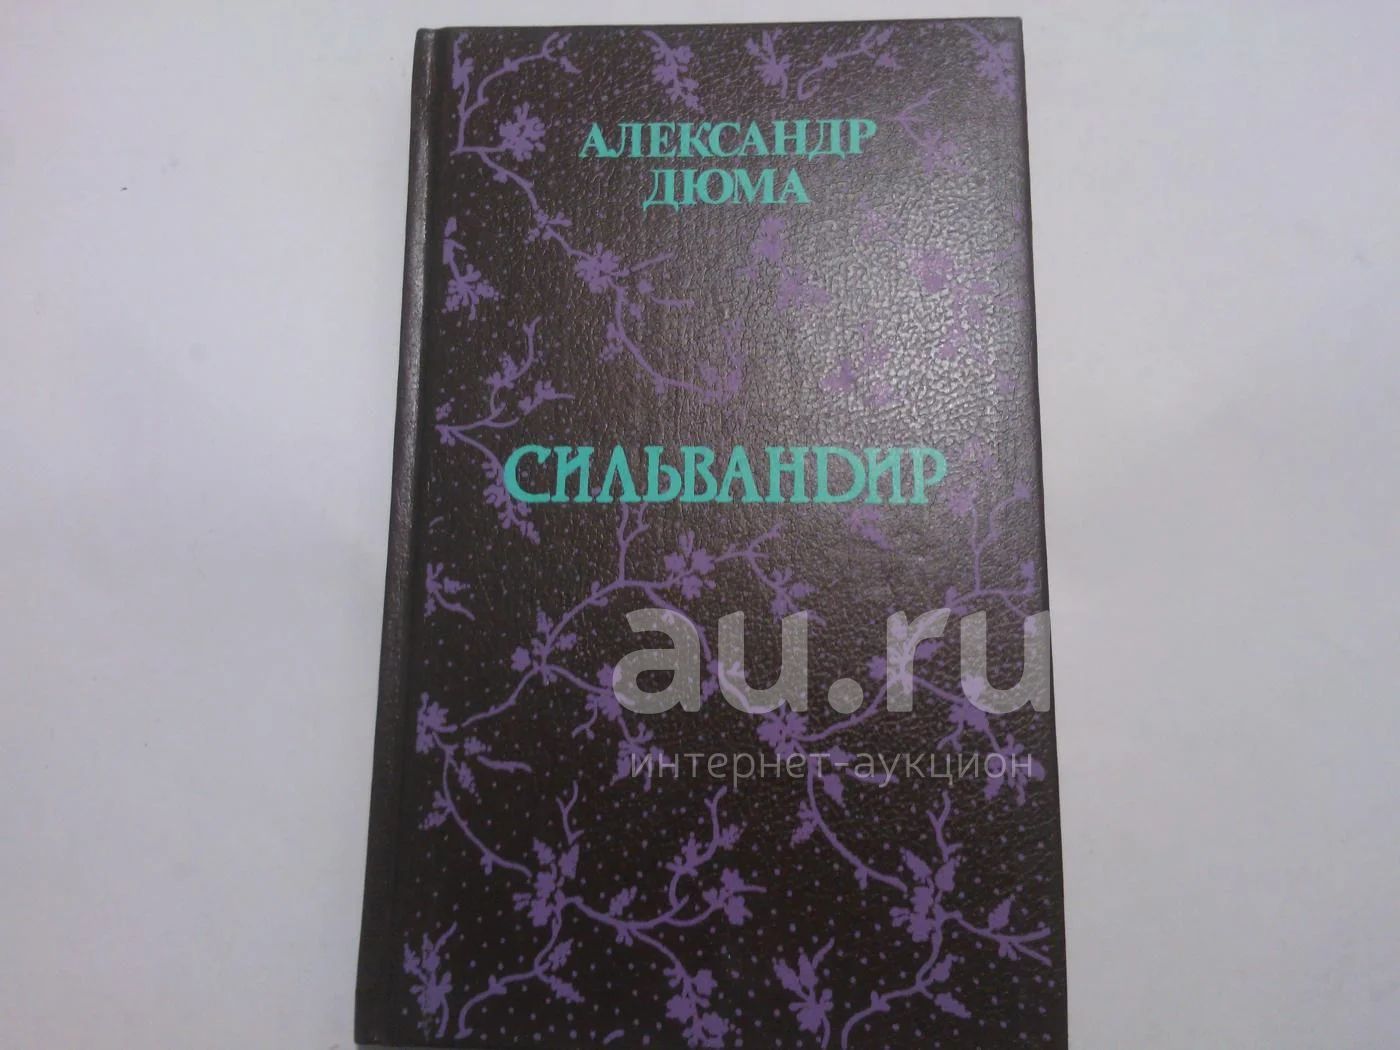 АЛЕКСАНДР
ДЮМА
СИЛЬВАНДИР
au.ru
интернет-аукцион